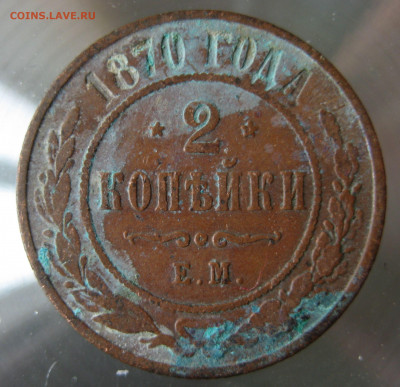 COINS.LAVE.RU
1870 ГОДА
* 2 *
КОПѢЙКИ
Е.М.